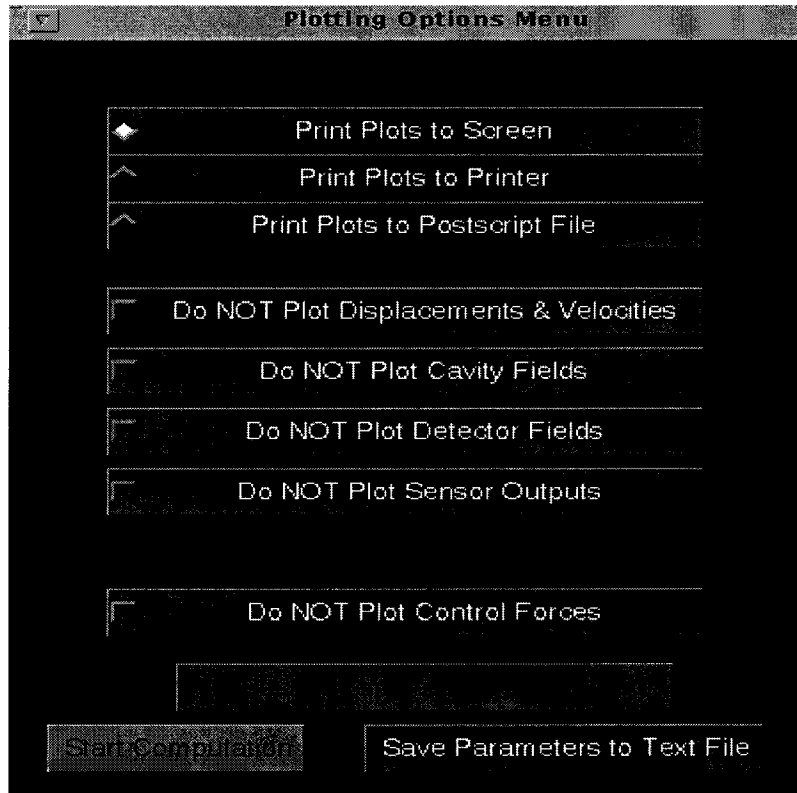 Plotting Options Menu
Print Plots to Screen
Print Plots to Printer
Print Plots to Postscript File
Do NOT Plot Displacements & Velocities
Do NOT Plot Cavity Fields
Do NOT Plot Detector Fields
Do NOT Plot Sensor Outputs
Do NOT Plot Control Forces
Start Computation
Save Parameters to Text File